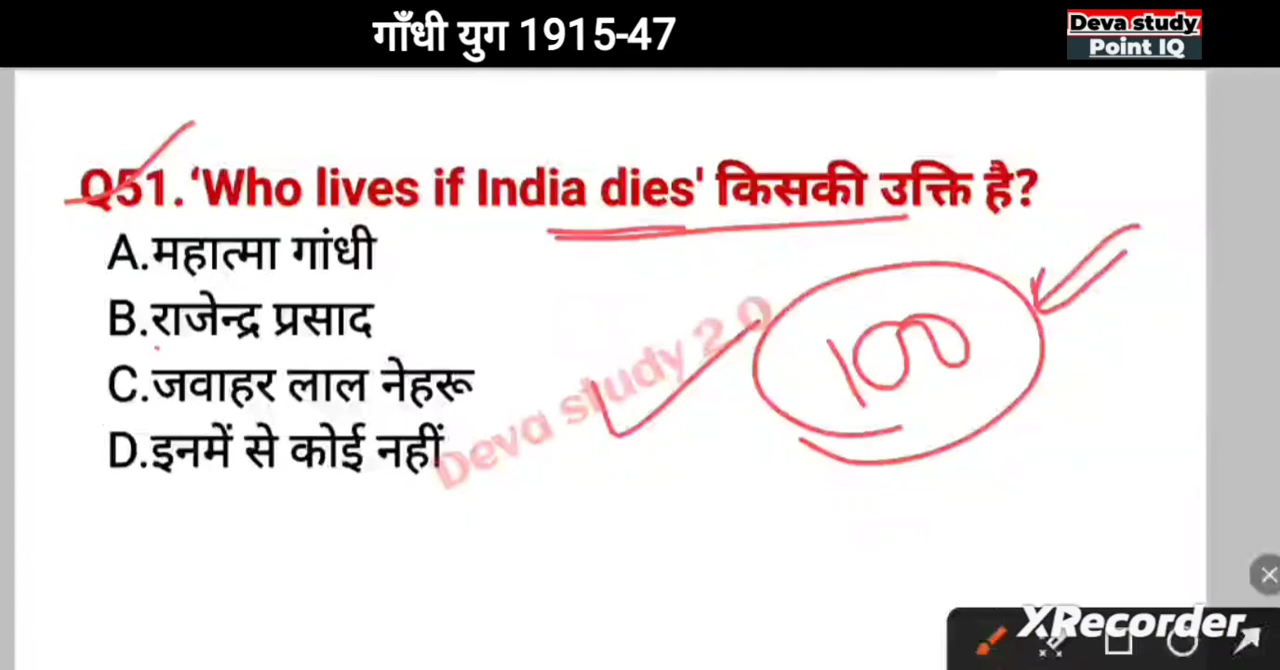 गाँधी युग 1915-47
Deva study
Point IQ
Q51. ‘Who lives if India dies' किसकी उक्ति है?
A.महात्मा गांधी
B.राजेन्द्र प्रसाद
C.जवाहर लाल नेहरू
D.इनमें से कोई नहीं
Deva study 2.0
100
XRecorder